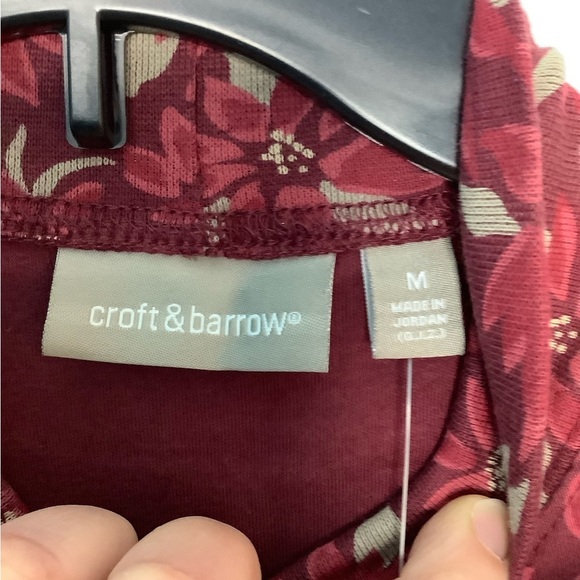 croft&barrow®
M
MADE IN
JORDAN
(Q.I.Z.)